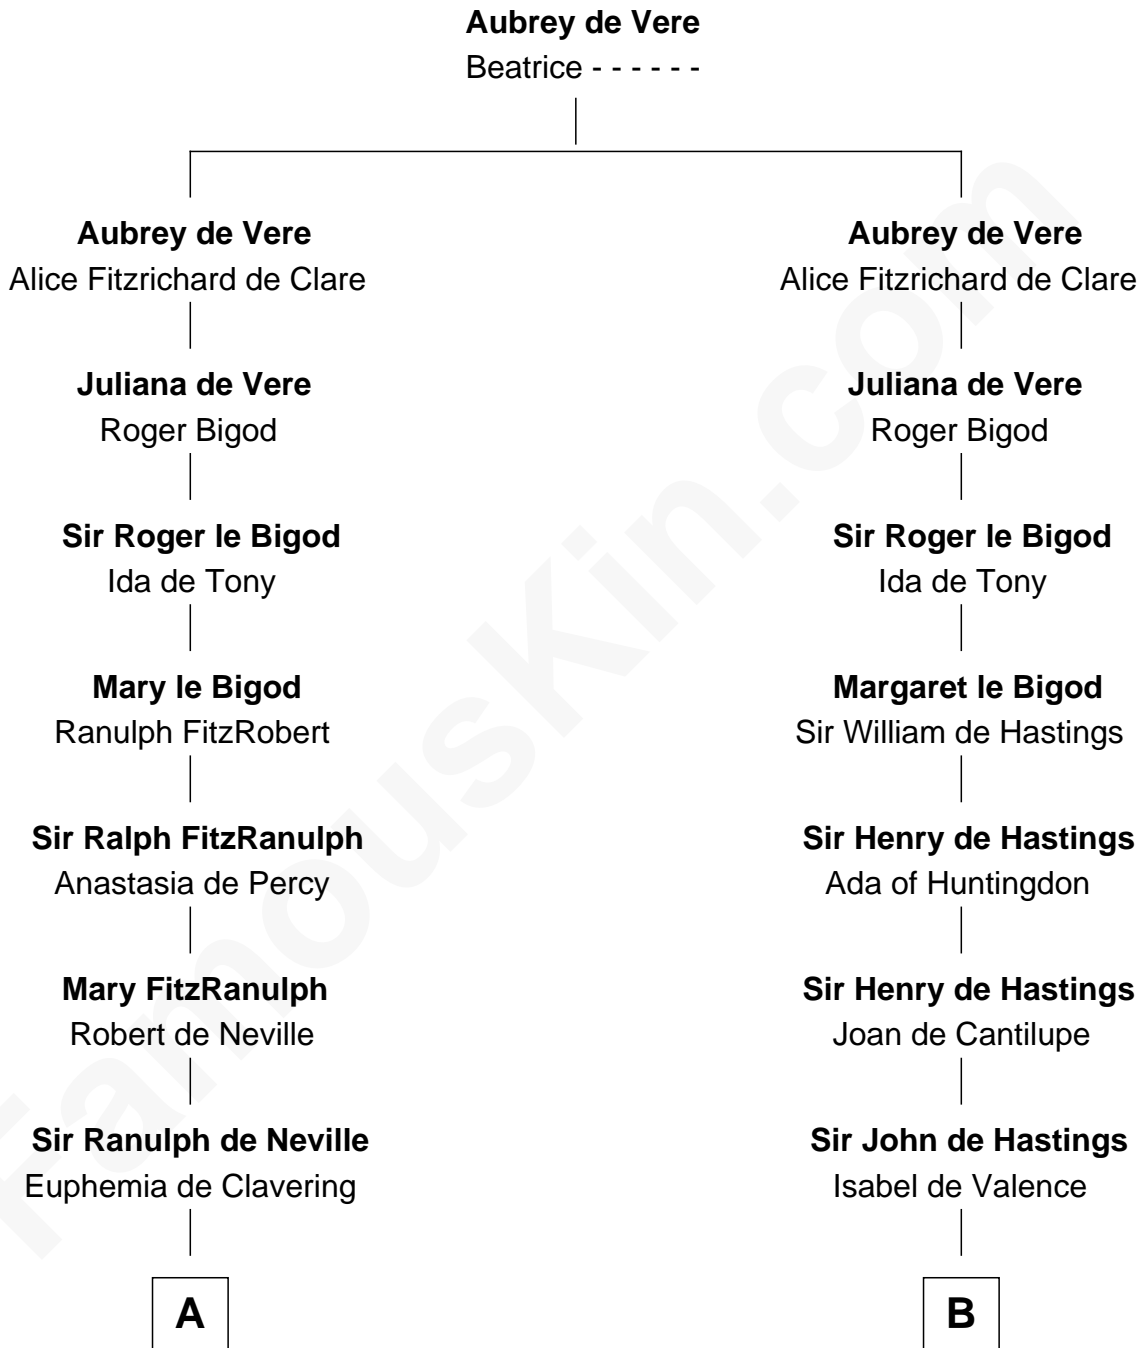 Aubrey de Vere
Beatrice - - - - - -
Aubrey de Vere
Alice Fitzrichard de Clare
Aubrey de Vere
Alice Fitzrichard de Clare
Juliana de Vere
Roger Bigod
Juliana de Vere
Roger Bigod
Sir Roger le Bigod
Ida de Tony
Sir Roger le Bigod
Ida de Tony
Mary le Bigod
Ranulph FitzRobert
Margaret le Bigod
Sir William de Hastings
Sir Ralph FitzRanulph
Anastasia de Percy
Sir Henry de Hastings
Ada of Huntingdon
Mary FitzRanulph
Robert de Neville
Sir Henry de Hastings
Joan de Cantilupe
Sir Ranulph de Neville
Euphemia de Clavering
Sir John de Hastings
Isabel de Valence
A
B
FamousKin.com